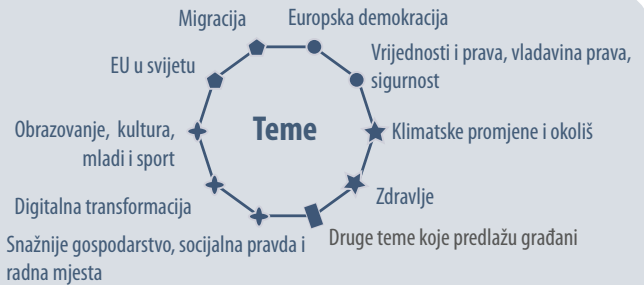 Migracija
Europska demokracija
EU u svijetu
Vrijednosti i prava, vladavina prava,
sigurnost
Obrazovanje, kultura,
mladi i sport
Teme
Klimatske promjene i okoliš
Digitalna transformacija
Zdravlje
Snažnije gospodarstvo, socijalna pravda i
radna mjesta
Druge teme koje predlažu građani